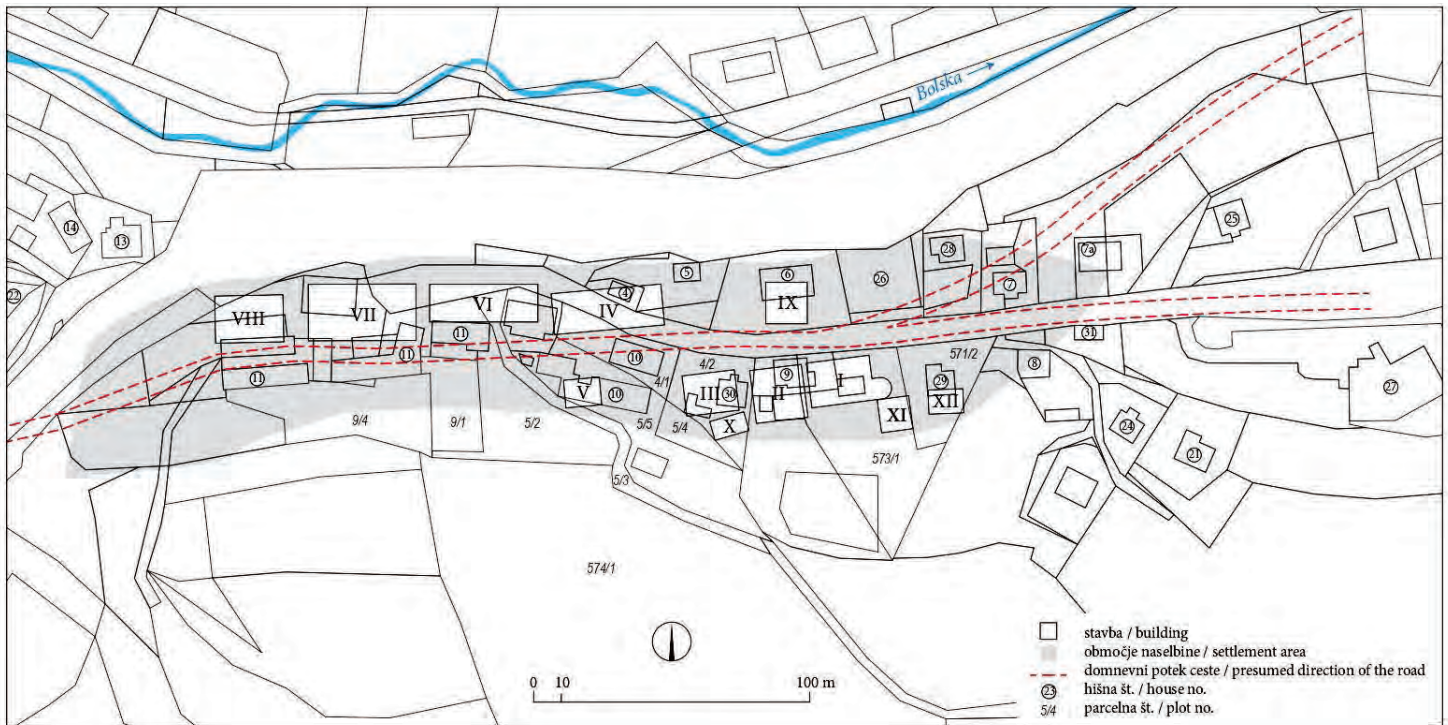 Bolska
14
13
22
25
28
7a
5
6
26
7
4
VIII
VII
VI
IV
IX
11
11
11
10
31
4/2
571/2
9
8
I
4/1
29
27
V
10
III
30
II
XII
XI
X
24
21
9/4
9/1
5/2
5/5
5/4
573/1
5/3
574/1
stavba / building
območje naselbine / settlement area
domnevni potek ceste / presumed direction of the road
23
hišna št. / house no.
5/4
parcelna št. / plot no.
0 10 100 m